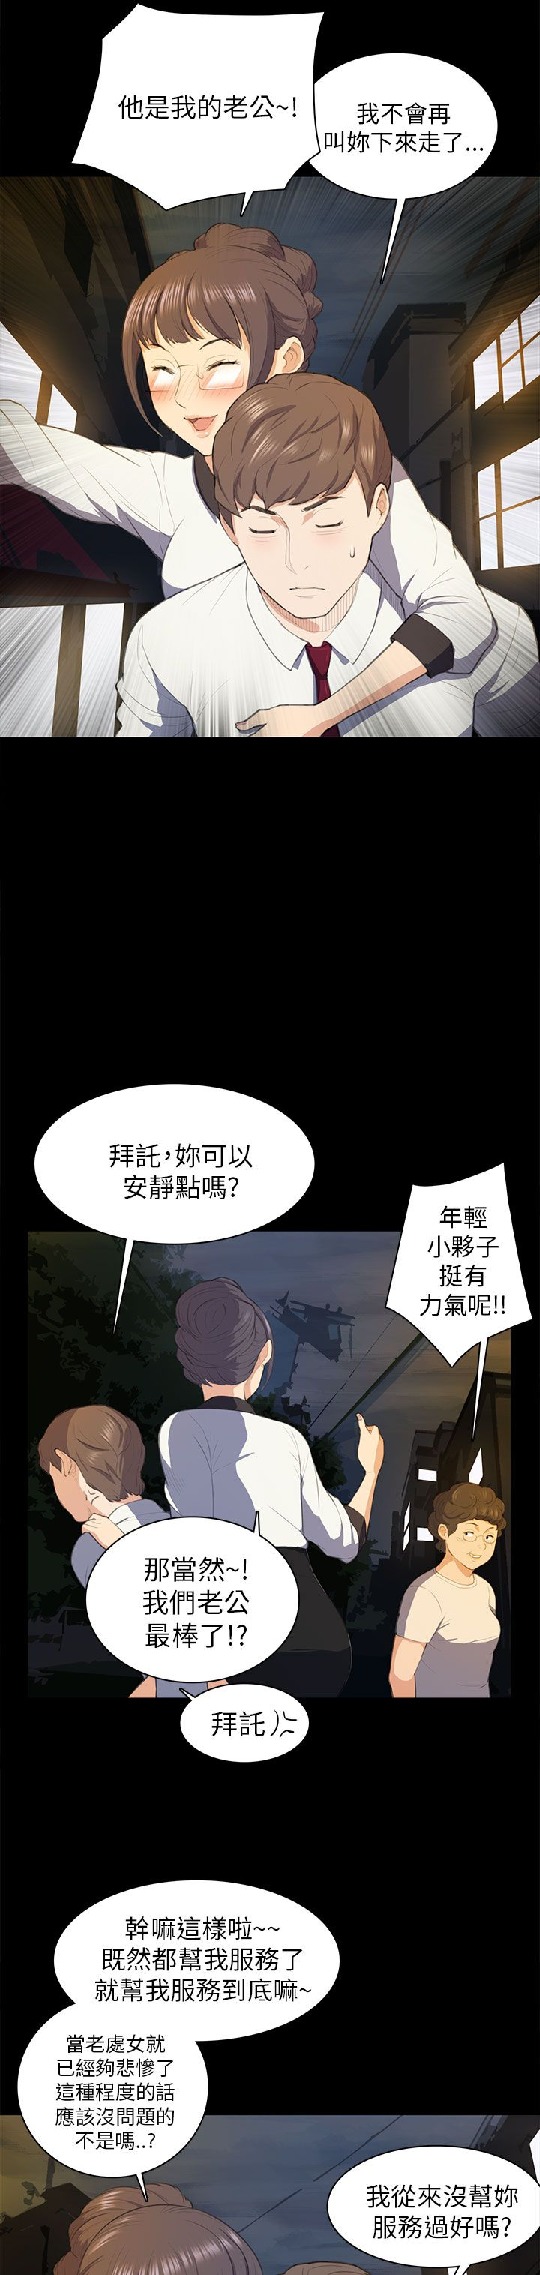 他是我的老公~!
我不會再
叫妳下來走了...
拜託,妳可以
安靜點嗎?
年輕
小夥子
挺有
力氣呢!!
那當然~!
我們老公
最棒了!?
拜託
幹嘛這樣啦~~
既然都幫我服務了
就幫我服務到底嘛~
當老處女就
已經夠悲慘了
這種程度的話
應該沒問題的
不是嗎..?
我從來沒幫妳
服務過好嗎?